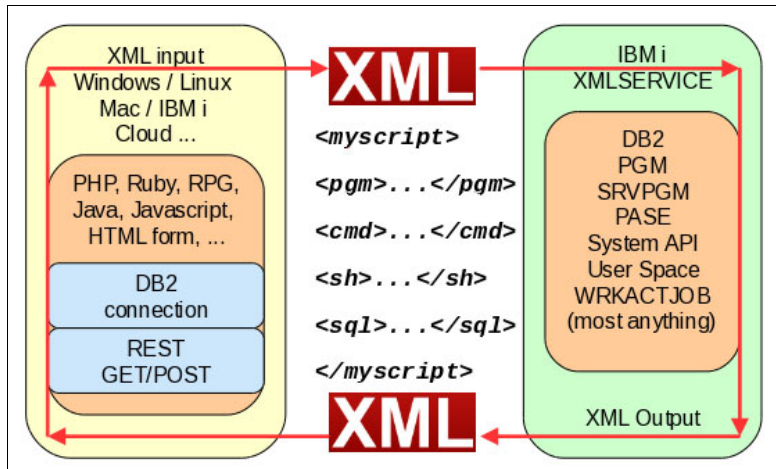 XML input
Windows / Linux
Mac / IBM i
Cloud ...
PHP, Ruby, RPG,
Java, Javascript,
HTML form, ...
DB2
connection
REST
GET/POST
XML
<myscript>
<pgm>...</pgm>
<cmd>...</cmd>
<sh>...</sh>
<sql>...</sql>
</myscript>
XML
IBM i
XMLSERVICE
DB2
PGM
SRVPGM
PASE
System API
User Space
WRKACTJOB
(most anything)
XML Output